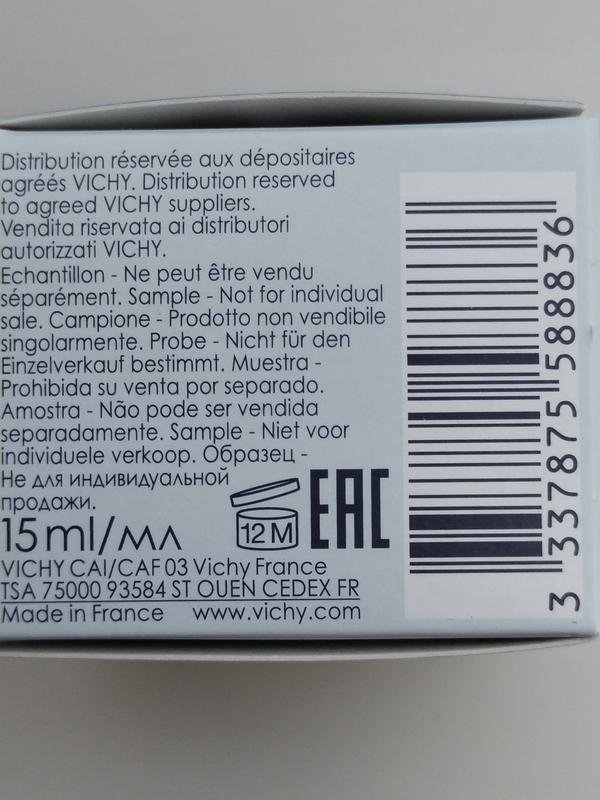 Distribution réservée aux dépositaires
agréés VICHY. Distribution reserved
to agreed VICHY suppliers.
Vendita riservata ai distributori
autorizzati VICHY.
Echantillon - Ne peut être vendu
séparément. Sample - Not for individual
sale. Campione - Prodotto non vendibile
singolarmente. Probe - Nicht für den
Einzelverkauf bestimmt. Muestra -
Prohibida su venta por separado.
Amostra - Não pode ser vendida
separadamente. Sample - Niet voor
individuele verkoop. Образец -
Не для индивидуальной
продажи.
15ml/мл
12 M
EAC
VICHY CAI/CAF 03 Vichy France
TSA 75000 93584 ST OUEN CEDEX FR
Made in France www.vichy.com
3 337875 588836